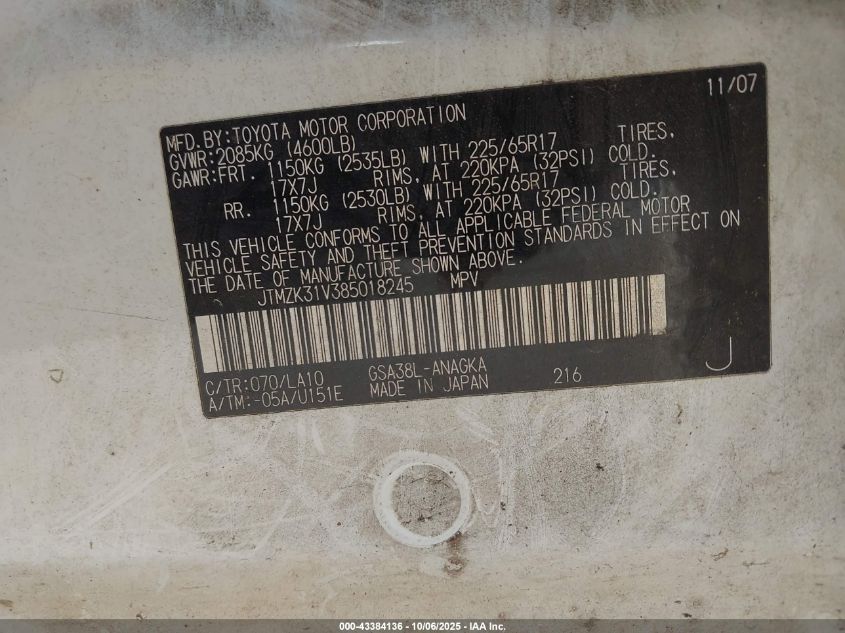 11/07
MFD.BY:TOYOTA MOTOR CORPORATION
GVWR:2085KG (4600LB)
GAWR:FRT. 1150KG (2535LB) WITH 225/65R17 TIRES,
17X7J RIMS, AT 220KPA (32PSI) COLD.
RR. 1150KG (2530LB) WITH 225/65R17 TIRES,
17X7J RIMS, AT 220KPA (32PSI) COLD.
THIS VEHICLE CONFORMS TO ALL APPLICABLE FEDERAL MOTOR
VEHICLE SAFETY AND THEFT PREVENTION STANDARDS IN EFFECT ON
THE DATE OF MANUFACTURE SHOWN ABOVE.
JTMZK31V385018245 MPV
C/TR:070/LA10 GSA38L-ANAGKA 216 J
A/TM:-05A/U151E MADE IN JAPAN
000-43384136 - 10/06/2025 - IAA Inc.